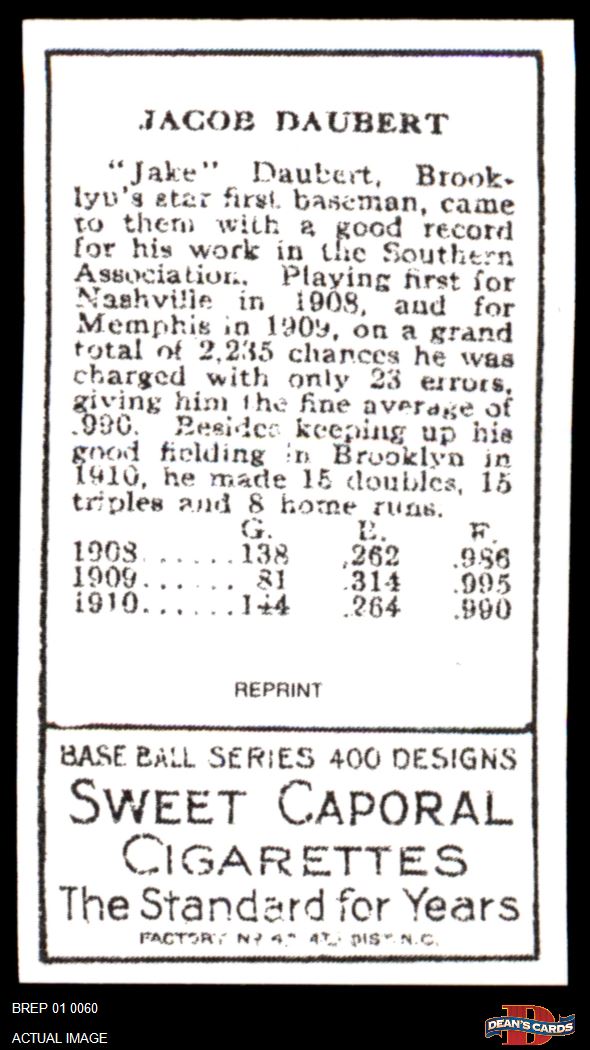 JACOB DAUBERT
"Jake" Daubert, Brook-
lyn's star first baseman, came
to them with a good record
for his work in the Southern
Association. Playing first for
Nashville in 1908, and for
Memphis in 1909, on a grand
total of 2,235 chances he was
charged with only 23 errors,
giving him the fine average of
.990. Besides keeping up his
good fielding in Brooklyn in
1910, he made 15 doubles, 15
triples and 8 home runs.
G. B. F.
1908......138 .262 .986
1909...... 81 .314 .995
1910......144 .264 .990
REPRINT
BASE BALL SERIES 400 DESIGNS
SWEET CAPORAL
CIGARETTES
The Standard for Years
FACTORY No DIST. N.C.
BREP 01 0060
ACTUAL IMAGE
D
DEAN'S CARDS